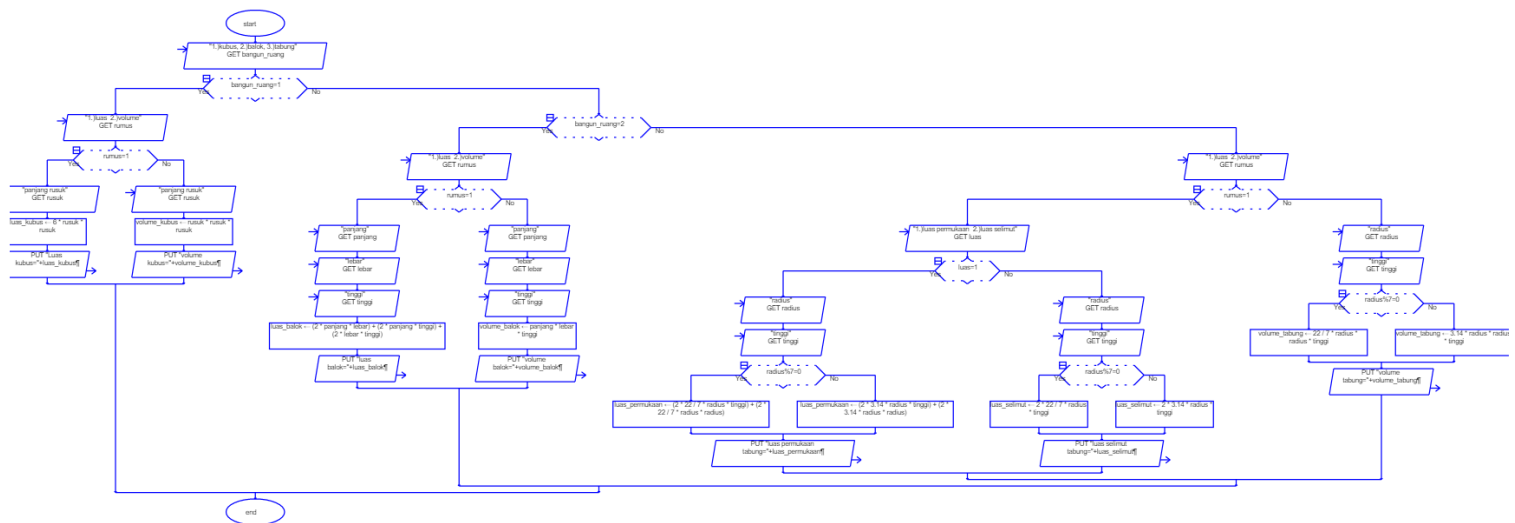 start
"1.)kubus, 2.)balok, 3.)tabung"
GET bangun_ruang
bangun_ruang=1
Yes
No
"1.)luas 2.)volume"
GET rumus
rumus=1
Yes
No
"panjang rusuk"
GET rusuk
luas_kubus ← 6 * rusuk *
rusuk
PUT "Luas
kubus="+luas_kubus¶
"panjang rusuk"
GET rusuk
volume_kubus ← rusuk * rusuk *
rusuk
PUT "volume
kubus="+volume_kubus¶
bangun_ruang=2
Yes
No
"1.)luas 2.)volume"
GET rumus
rumus=1
Yes
No
"panjang"
GET panjang
"lebar"
GET lebar
"tinggi"
GET tinggi
luas_balok ← (2 * panjang * lebar) + (2 * panjang * tinggi) +
(2 * lebar * tinggi)
PUT "luas
balok="+luas_balok¶
"panjang"
GET panjang
"lebar"
GET lebar
"tinggi"
GET tinggi
volume_balok ← panjang * lebar
* tinggi
PUT "volume
balok="+volume_balok¶
"1.)luas 2.)volume"
GET rumus
rumus=1
Yes
No
"1.)luas permukaan 2.)luas selimut"
GET luas
luas=1
Yes
No
"radius"
GET radius
"tinggi"
GET tinggi
radius%7=0
Yes
No
luas_permukaan ← (2 * 22 / 7 * radius * tinggi) + (2 *
22 / 7 * radius * radius)
luas_permukaan ← (2 * 3.14 * radius * tinggi) + (2 *
3.14 * radius * radius)
PUT "luas permukaan
tabung="+luas_permukaan¶
"radius"
GET radius
"tinggi"
GET tinggi
radius%7=0
Yes
No
luas_selimut ← 2 * 22 / 7 * radius
* tinggi
luas_selimut ← 2 * 3.14 * radius *
tinggi
PUT "luas selimut
tabung="+luas_selimut¶
"radius"
GET radius
"tinggi"
GET tinggi
radius%7=0
Yes
No
volume_tabung ← 22 / 7 * radius *
radius * tinggi
volume_tabung ← 3.14 * radius * radius
* tinggi
PUT "volume
tabung="+volume_tabung¶
end